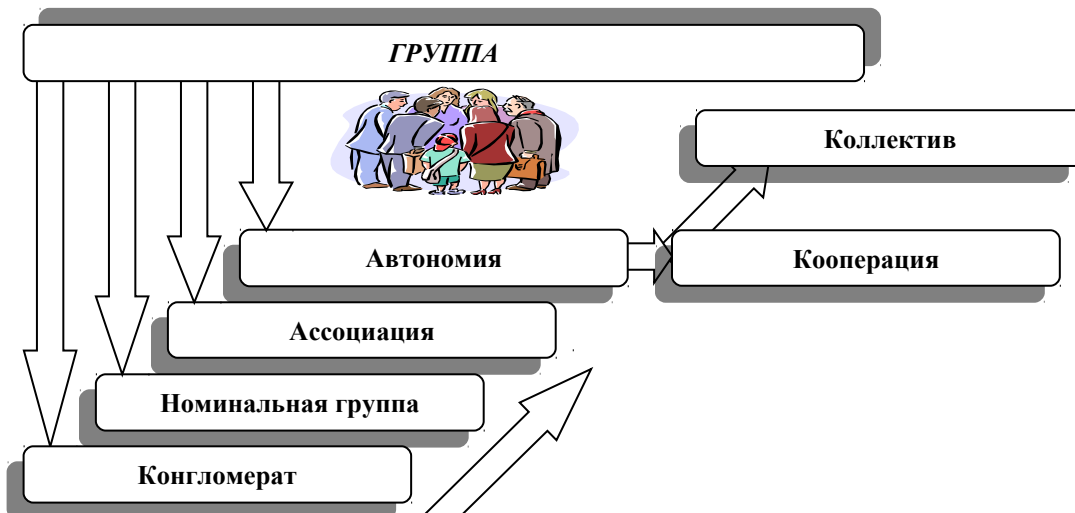 ГРУППА
Коллектив
Автономия
Кооперация
Ассоциация
Номинальная группа
Конгломерат